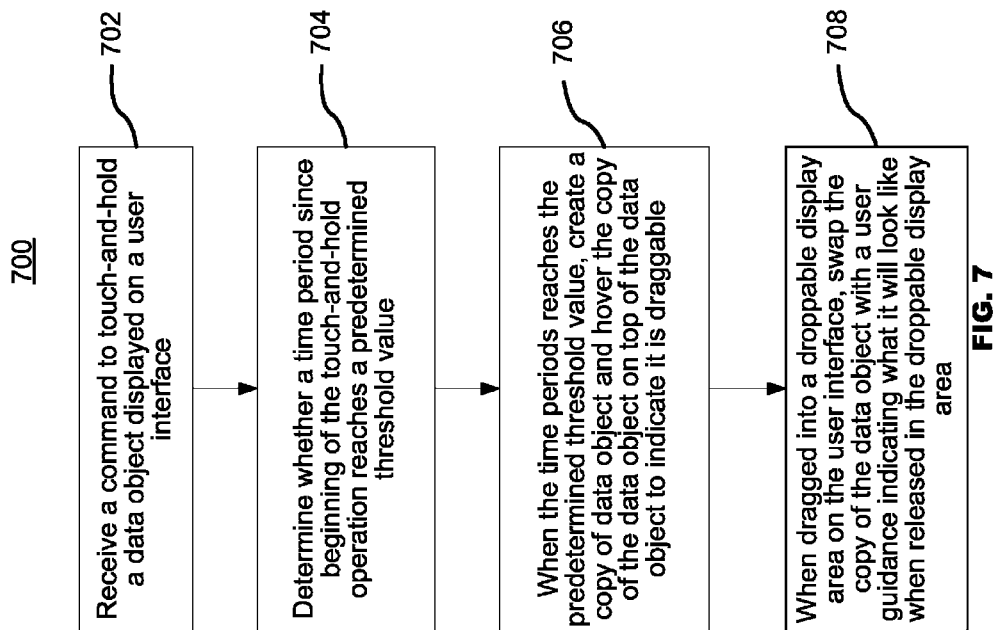 700
Receive a command to touch-and-hold
a data object displayed on a user
interface
702
Determine whether a time period since
beginning of the touch-and-hold
operation reaches a predetermined
threshold value
704
When the time periods reaches the
predetermined threshold value, create a
copy of data object and hover the copy
of the data object on top of the data
object to indicate it is draggable
706
When dragged into a droppable display
area on the user interface, swap the
copy of the data object with a user
guidance indicating what it will look like
when released in the droppable display
area
708
FIG. 7